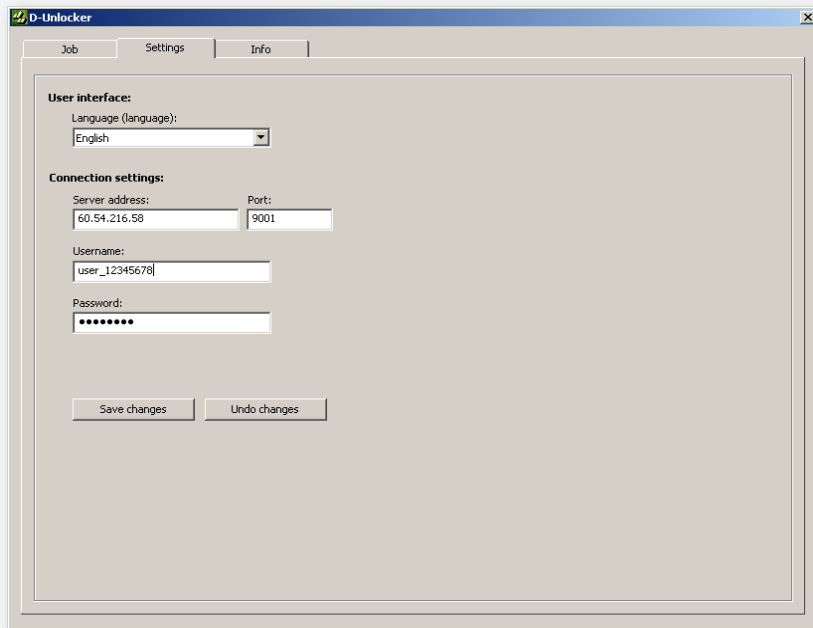 D-Unlocker
Job Settings Info
User interface:
Language (language):
English
Connection settings:
Server address: Port:
60.54.216.58 9001
Username:
user_12345678
Password:
••••••••
Save changes Undo changes